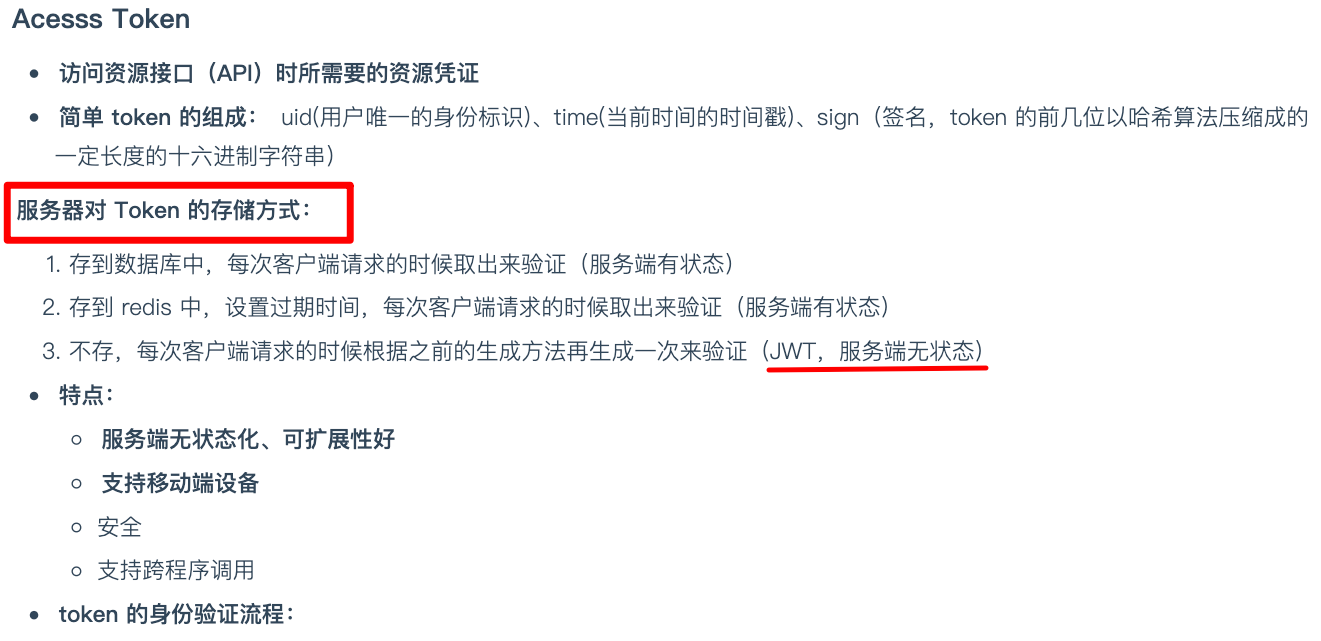 Acesss Token
访问资源接口（API）时所需要的资源凭证
简单 token 的组成： uid(用户唯一的身份标识)、time(当前时间的时间戳)、sign（签名，token 的前几位以哈希算法压缩成的
一定长度的十六进制字符串）
服务器对 Token 的存储方式：
1. 存到数据库中，每次客户端请求的时候取出来验证（服务端有状态）
2. 存到 redis 中，设置过期时间，每次客户端请求的时候取出来验证（服务端有状态）
3. 不存，每次客户端请求的时候根据之前的生成方法再生成一次来验证（JWT，服务端无状态）
特点：
服务端无状态化、可扩展性好
支持移动端设备
安全
支持跨程序调用
token 的身份验证流程：